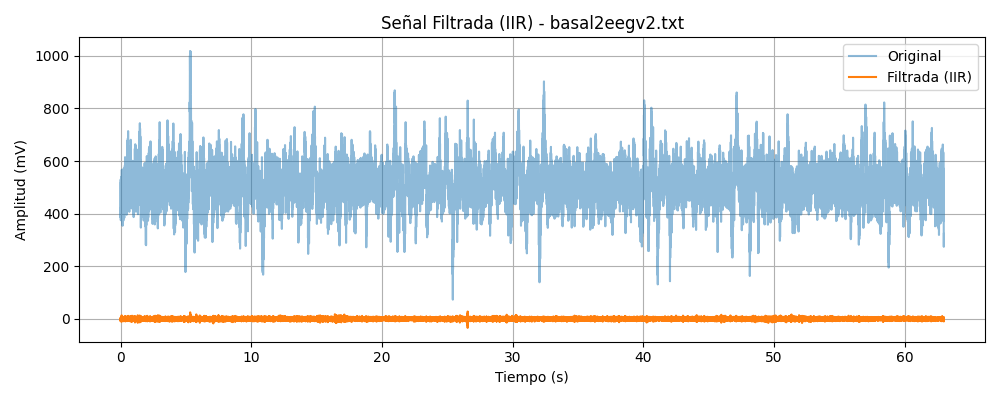 Señal Filtrada (IIR) - basal2eegv2.txt
Original
Filtrada (IIR)
Amplitud (mV)
1000
800
600
400
200
0
0 10 20 30 40 50 60
Tiempo (s)